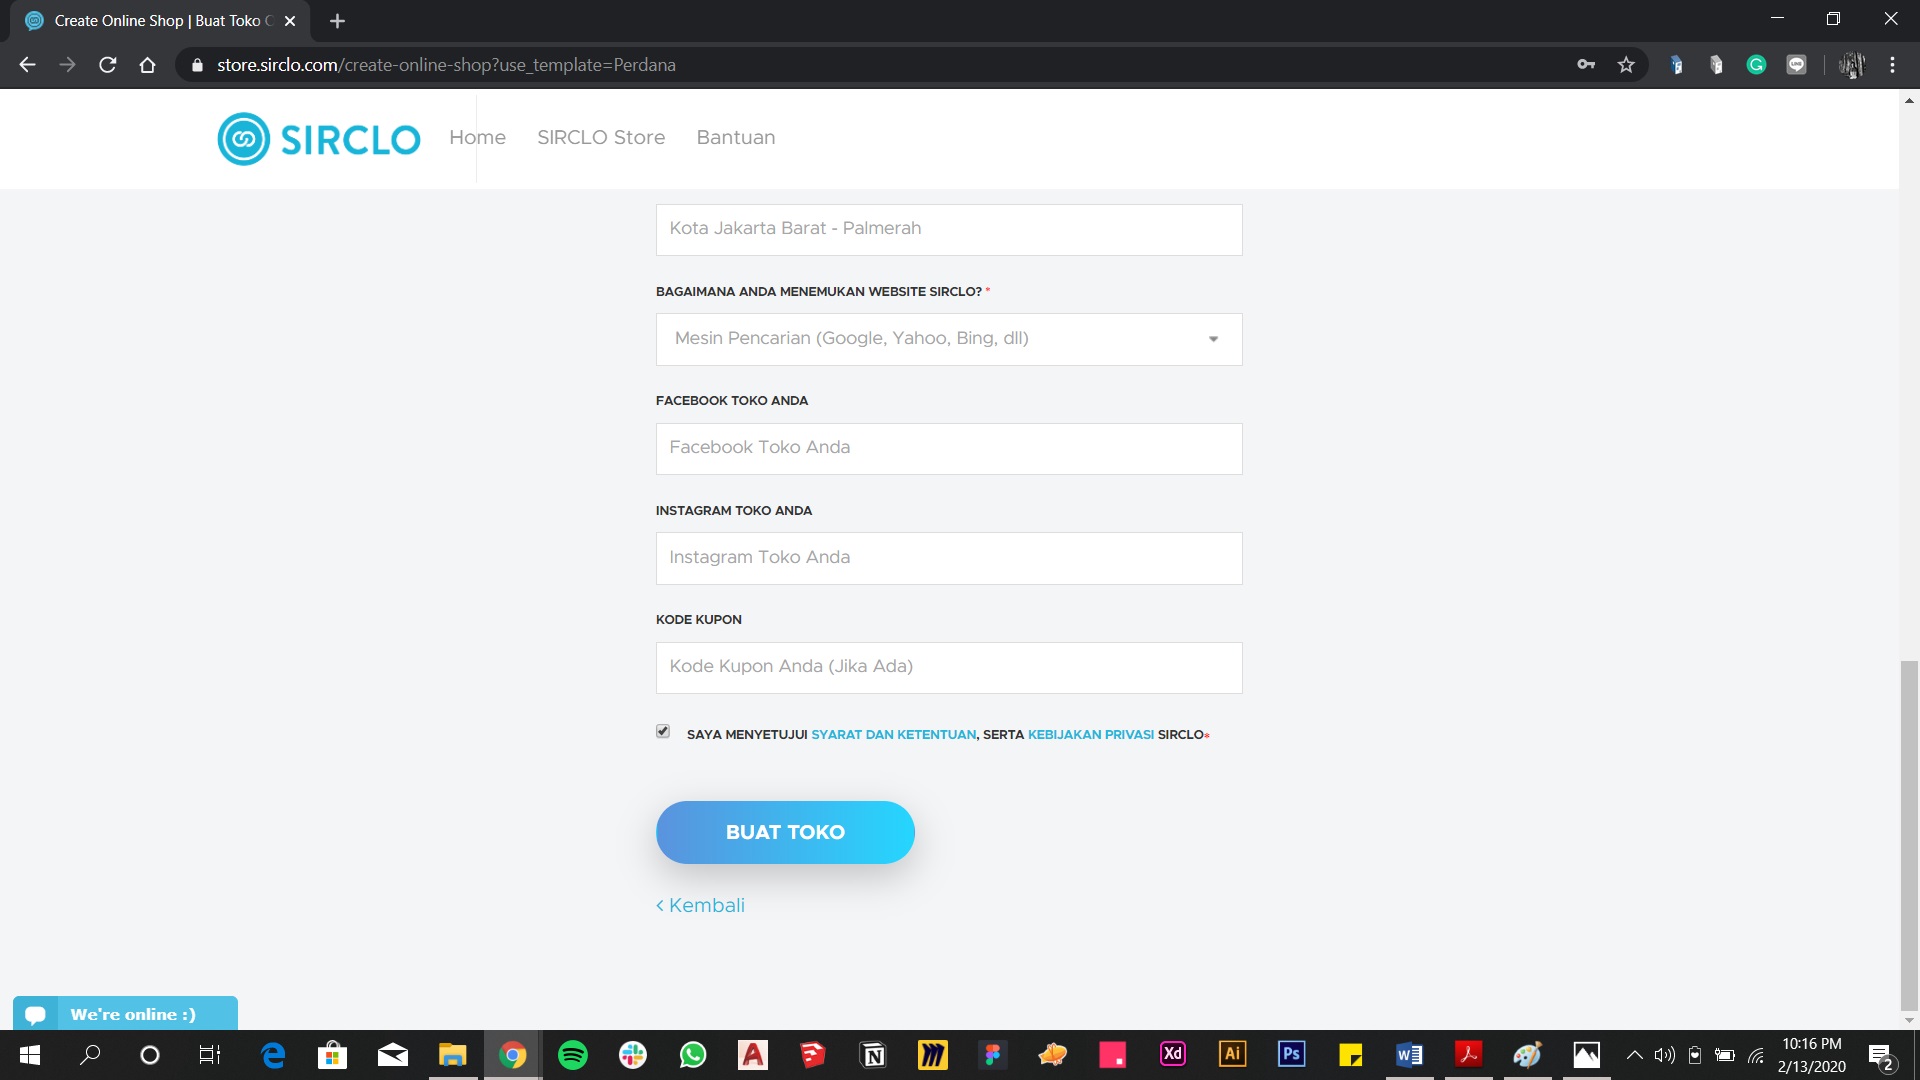 Create Online Shop | Buat Toko
store.sirclo.com/create-online-shop?use_template=Perdana
SIRCLO Home SIRCLO Store Bantuan
Kota Jakarta Barat - Palmerah
BAGAIMANA ANDA MENEMUKAN WEBSITE SIRCLO? *
Mesin Pencarian (Google, Yahoo, Bing, dll)
FACEBOOK TOKO ANDA
Facebook Toko Anda
INSTAGRAM TOKO ANDA
Instagram Toko Anda
KODE KUPON
Kode Kupon Anda (Jika Ada)
SAYA MENYETUJUI SYARAT DAN KETENTUAN, SERTA KEBIJAKAN PRIVASI SIRCLO*
BUAT TOKO
< Kembali
We're online :)
Xd Ai Ps
10:16 PM
2/13/2020
2